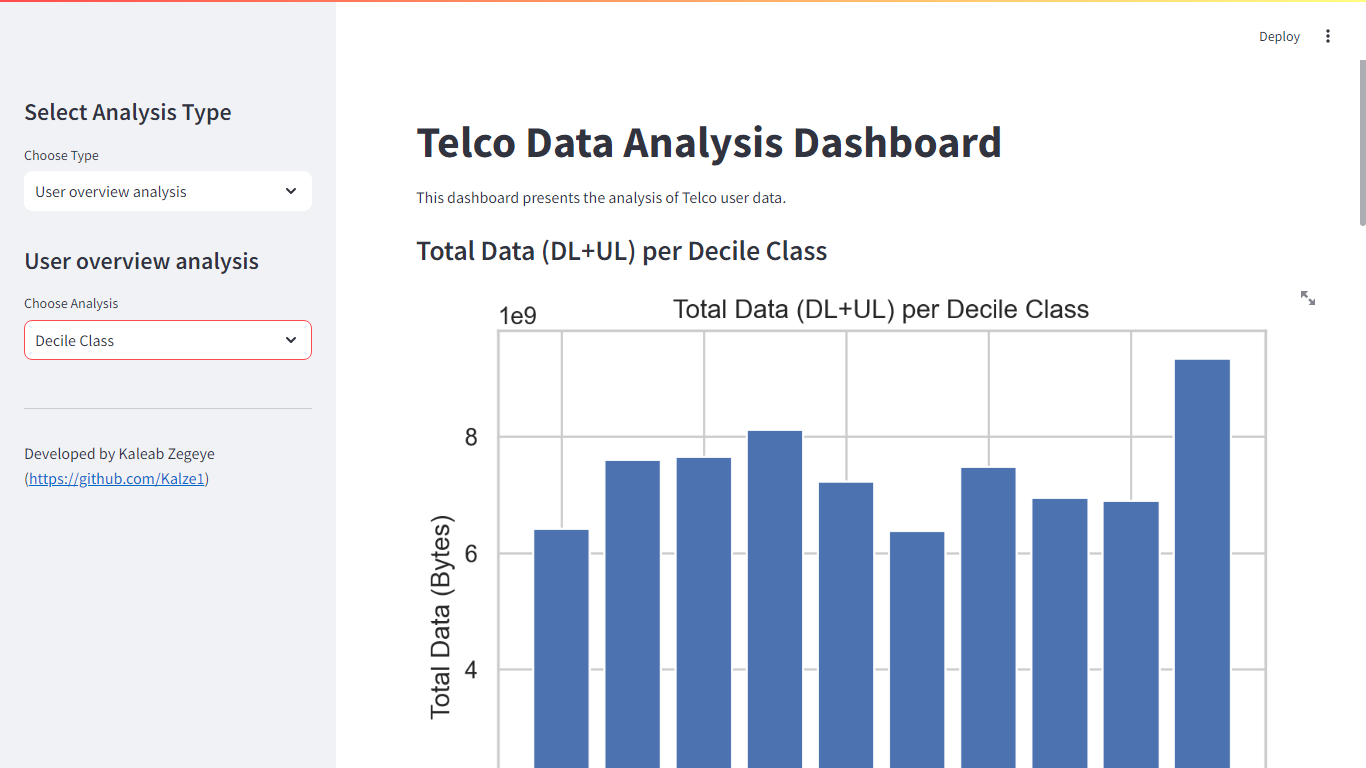 Deploy
Select Analysis Type
Choose Type
User overview analysis
User overview analysis
Choose Analysis
Decile Class
Developed by Kaleab Zegeye
(https://github.com/Kalze1)
Telco Data Analysis Dashboard
This dashboard presents the analysis of Telco user data.
Total Data (DL+UL) per Decile Class
1e9
Total Data (DL+UL) per Decile Class
8
6
4
Total Data (Bytes)